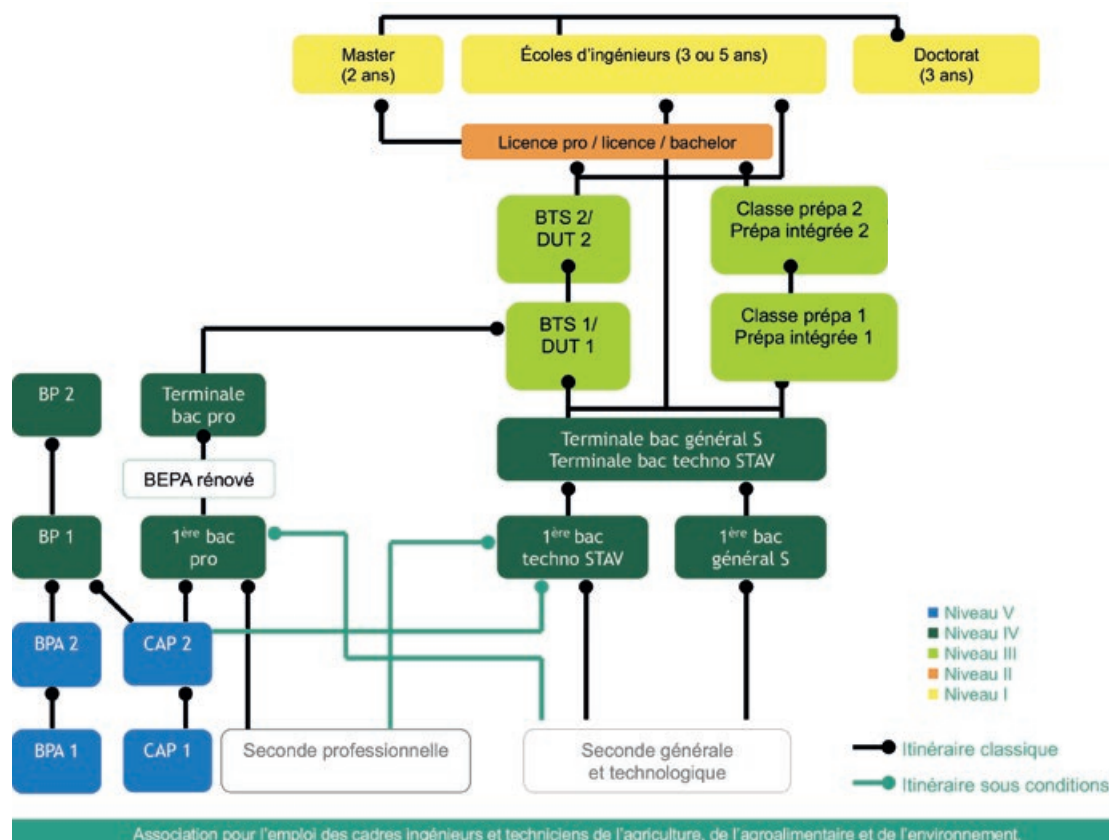 Master
(2 ans)
Écoles d'ingénieurs (3 ou 5 ans)
Doctorat
(3 ans)
Licence pro / licence / bachelor
BTS 2/
DUT 2
Classe prépa 2
Prépa intégrée 2
BTS 1/
DUT 1
Classe prépa 1
Prépa intégrée 1
BP 2
Terminale
bac pro
Terminale bac général S
Terminale bac techno STAV
BEPA rénové
BP 1
1ère bac
pro
1ère bac
techno STAV
1ère bac
général S
BPA 2
CAP 2
Niveau V
Niveau IV
Niveau III
Niveau II
Niveau I
BPA 1
CAP 1
Seconde professionnelle
Seconde générale
et technologique
Itinéraire classique
Itinéraire sous conditions
Association pour l'emploi des cadres ingénieurs et techniciens de l'agriculture, de l'agroalimentaire et de l'environnement.